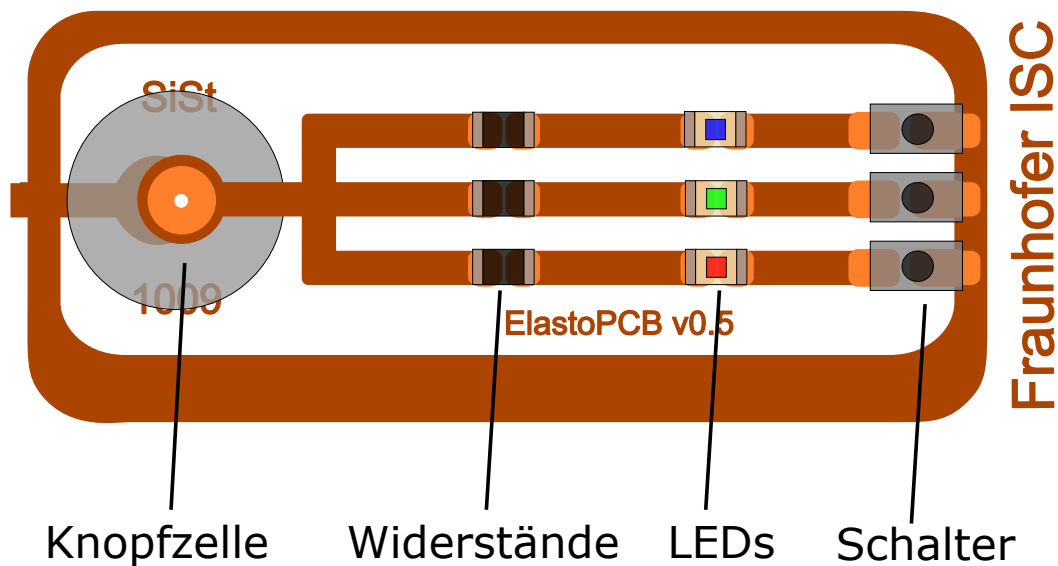 SiSt
1009
ElastoPCB v0.5
Fraunhofer ISC
Knopfzelle
Widerstände
LEDs
Schalter